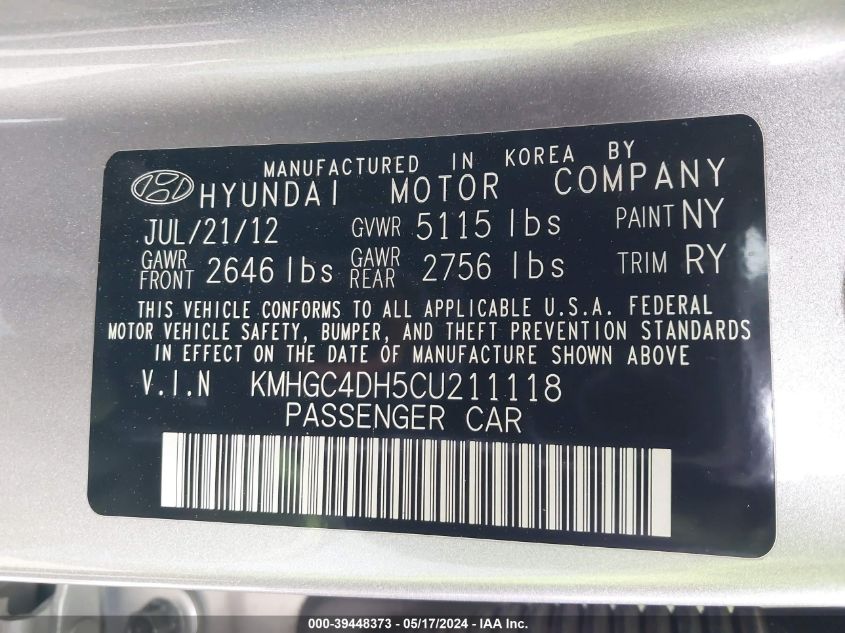 MANUFACTURED IN KOREA BY
HYUNDAI MOTOR COMPANY
JUL/21/12 GVWR 5115 lbs PAINT NY
GAWR FRONT 2646 lbs GAWR REAR 2756 lbs TRIM RY
THIS VEHICLE CONFORMS TO ALL APPLICABLE U.S.A. FEDERAL
MOTOR VEHICLE SAFETY, BUMPER, AND THEFT PREVENTION STANDARDS
IN EFFECT ON THE DATE OF MANUFACTURE SHOWN ABOVE
V.I.N KMHGC4DH5CU211118
PASSENGER CAR
000-39448373 - 05/17/2024 - IAA Inc.